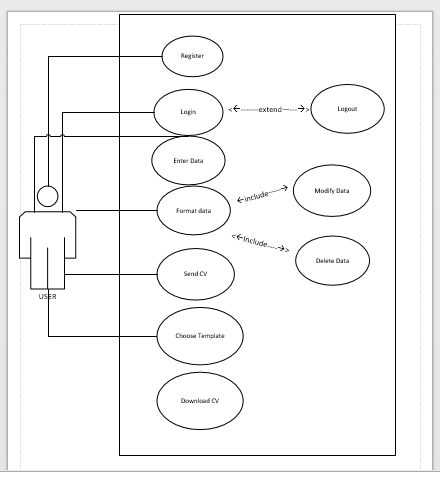 Register
Login
<---extend--->
Logout
Enter Data
Format data
<-include--->
Modify Data
<-Include---->
Delete Data
Send CV
USER
Choose Template
Download CV